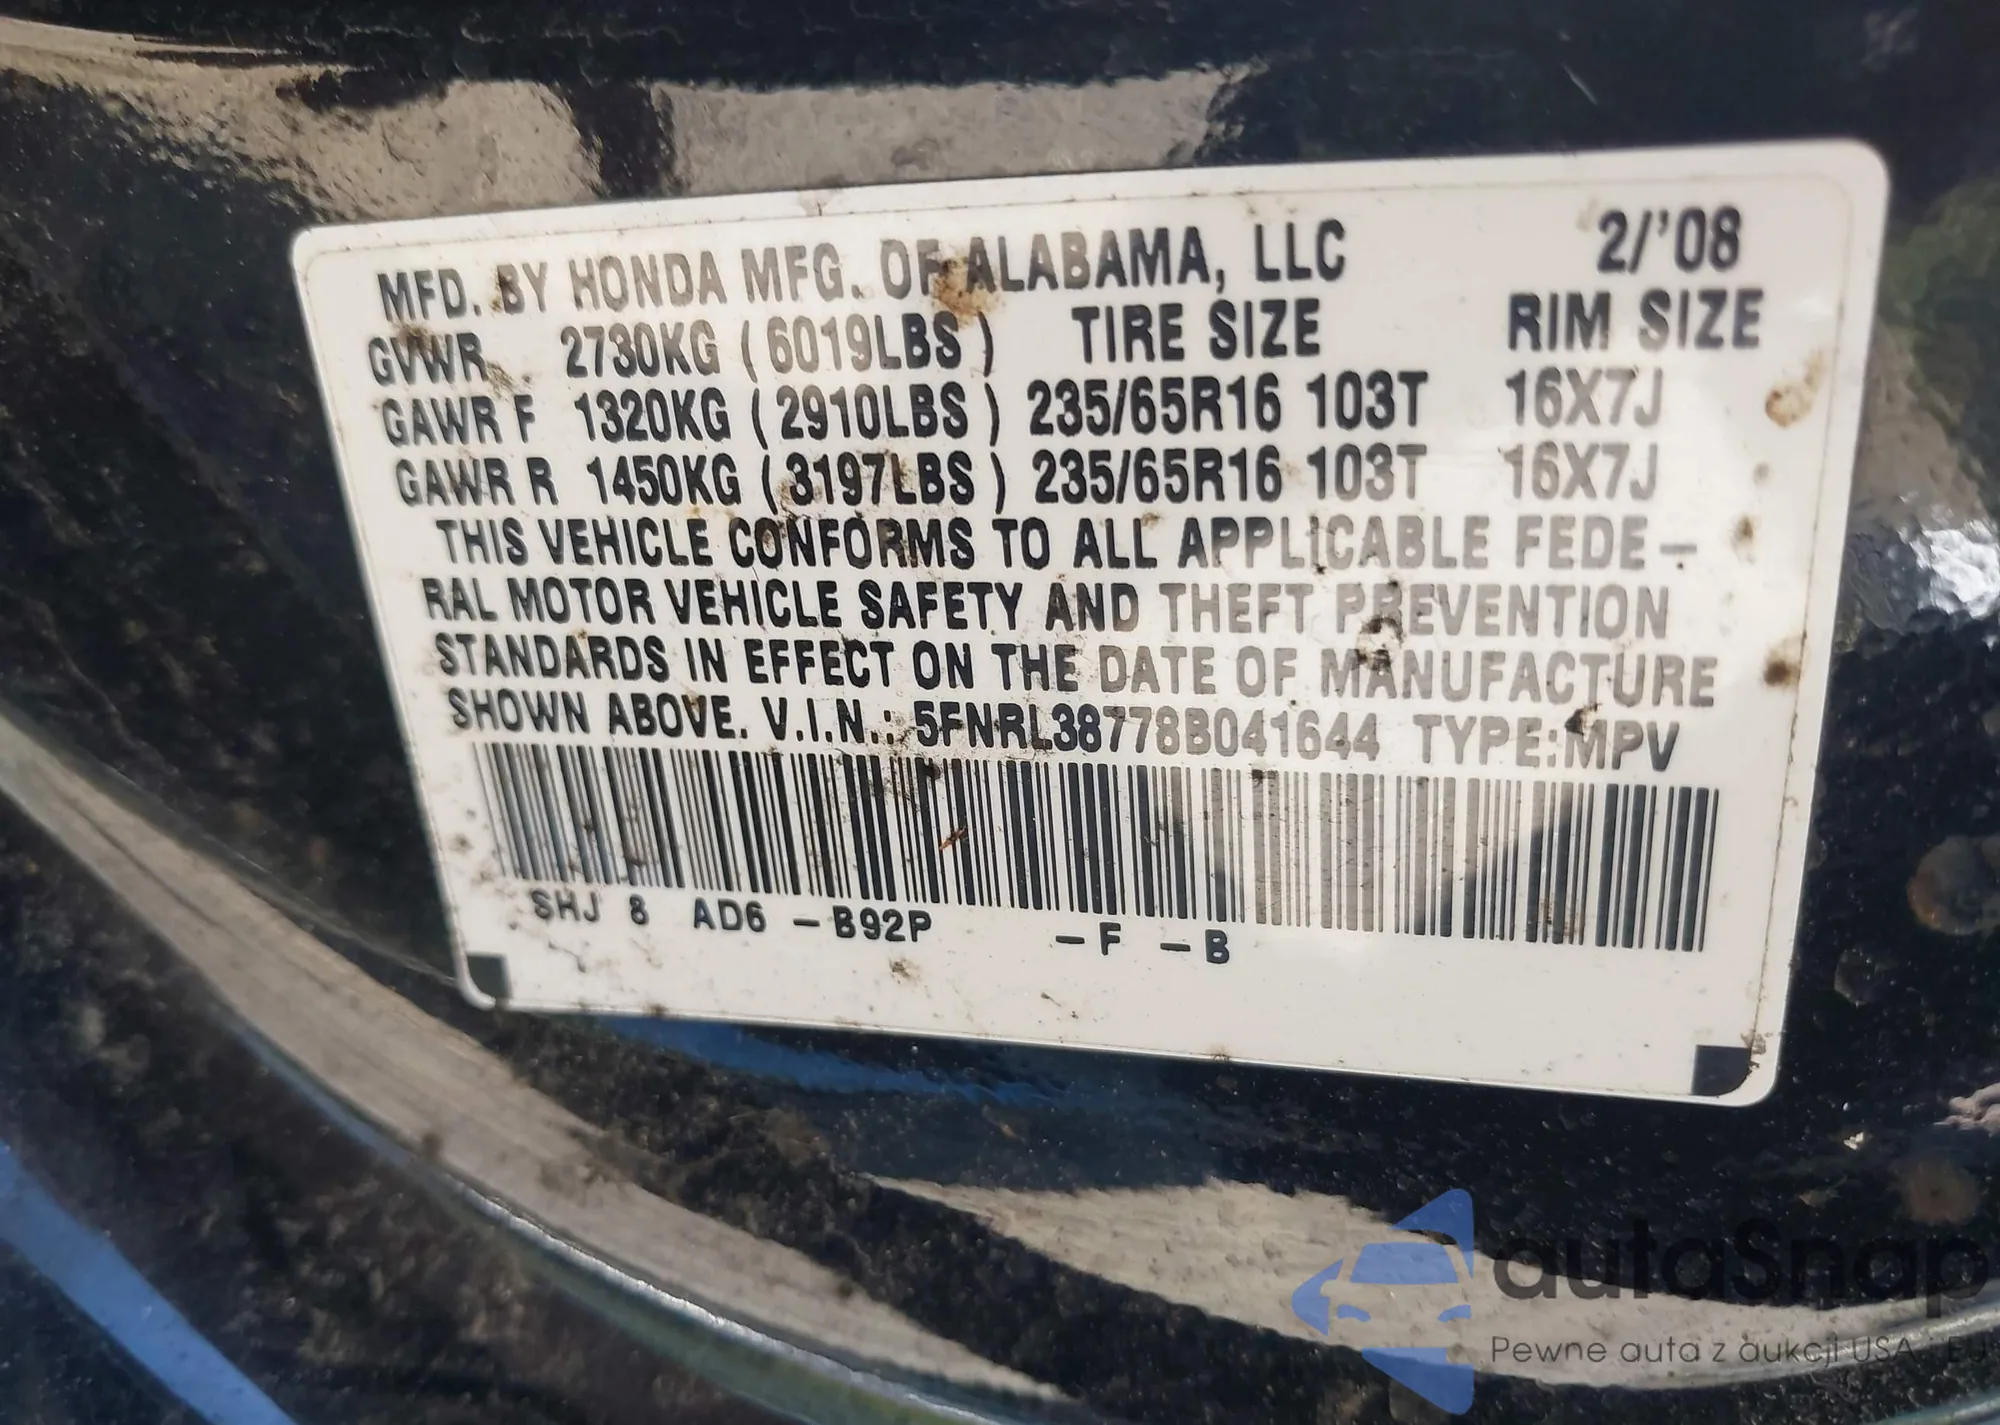 MFD. BY HONDA MFG. OF ALABAMA, LLC 2/'08
GVWR 2730KG (6019LBS) TIRE SIZE RIM SIZE
GAWR F 1320KG (2910LBS) 235/65R16 103T 16X7J
GAWR R 1450KG (3197LBS) 235/65R16 103T 16X7J
THIS VEHICLE CONFORMS TO ALL APPLICABLE FEDE-
RAL MOTOR VEHICLE SAFETY AND THEFT PREVENTION
STANDARDS IN EFFECT ON THE DATE OF MANUFACTURE
SHOWN ABOVE. V.I.N.: 5FNRL38778B041644 TYPE:MPV
SHJ 8 AD6 -B92P -F -B
autaSnap
Pewne auta z aukcji USA i EU